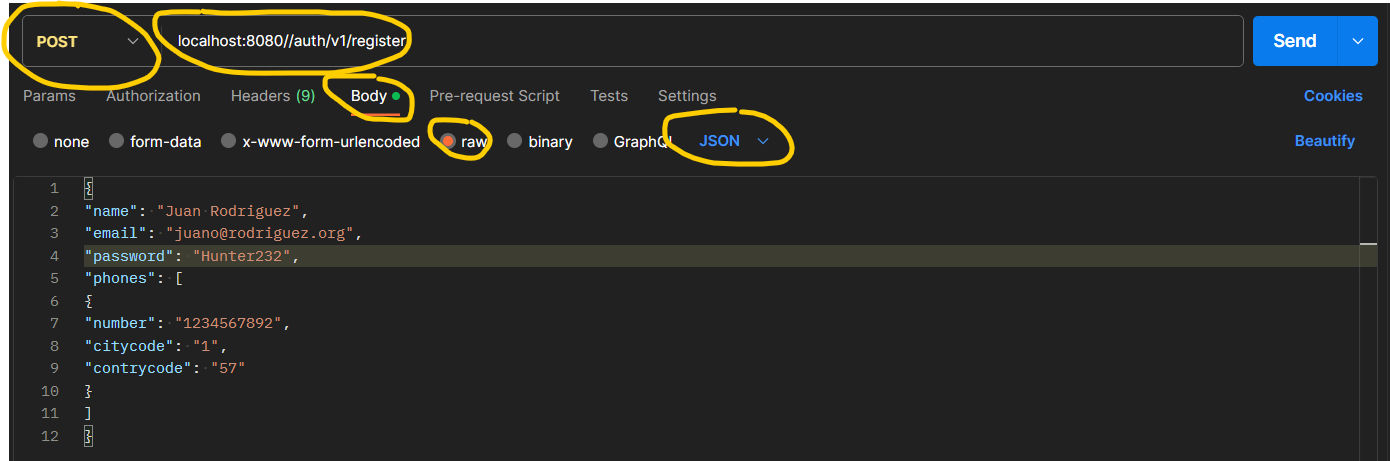 POST localhost:8080//auth/v1/register Send
Params Authorization Headers (9) Body Pre-request Script Tests Settings Cookies
none form-data x-www-form-urlencoded raw binary GraphQL JSON Beautify
1 {
2 "name": "Juan Rodriguez",
3 "email": "juano@rodriguez.org",
4 "password": "Hunter232",
5 "phones": [
6 {
7 "number": "1234567892",
8 "citycode": "1",
9 "contrycode": "57"
10 }
11 ]
12 }